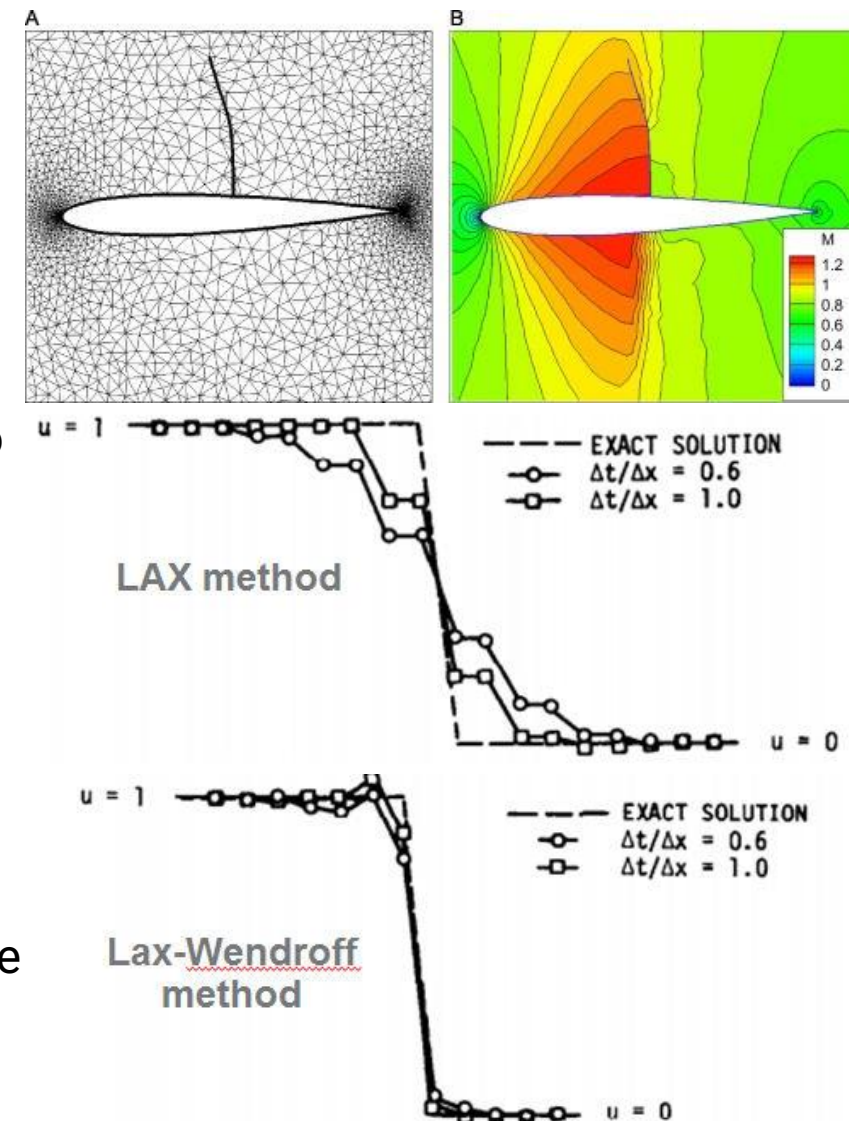 A
B
M
1.2
1
0.8
0.6
0.4
0.2
0
u = 1
EXACT SOLUTION
Δt/Δx = 0.6
Δt/Δx = 1.0
LAX method
u = 0
u = 1
EXACT SOLUTION
Δt/Δx = 0.6
Δt/Δx = 1.0
e
Lax-Wendroff
method
u = 0